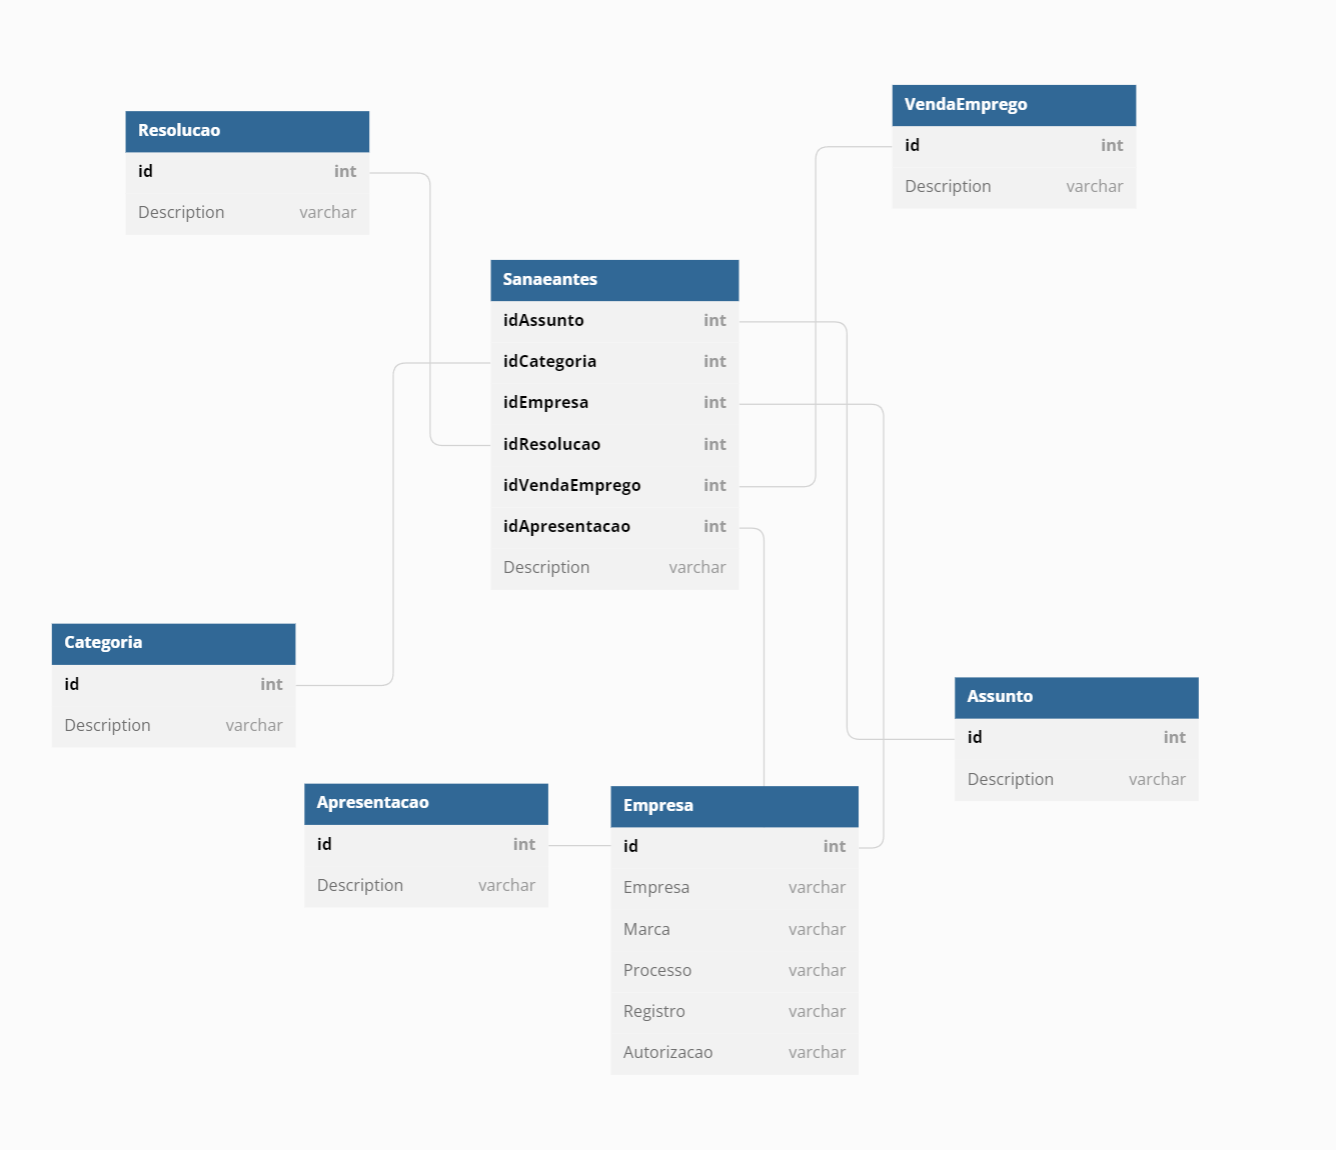 Resolucao
id int
Description varchar
VendaEmprego
id int
Description varchar
Sanaeantes
idAssunto int
idCategoria int
idEmpresa int
idResolucao int
idVendaEmprego int
idApresentacao int
Description varchar
Categoria
id int
Description varchar
Assunto
id int
Description varchar
Apresentacao
id int
Description varchar
Empresa
id int
Empresa varchar
Marca varchar
Processo varchar
Registro varchar
Autorizacao varchar